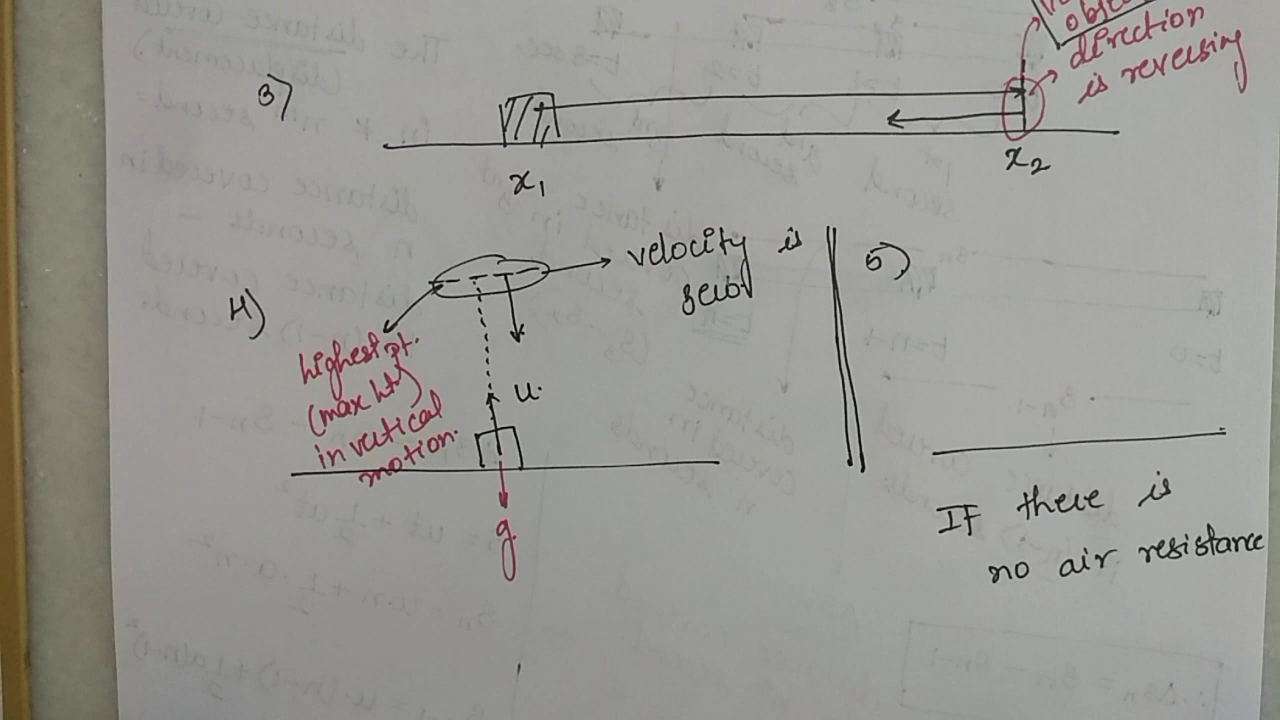 obje
direction
is reversing
3)
x1
x2
4)
velocity is
zero
highest pt.
(max ht)
in vertical
motion.
u.
g.
5)
IF there is
no air resistance